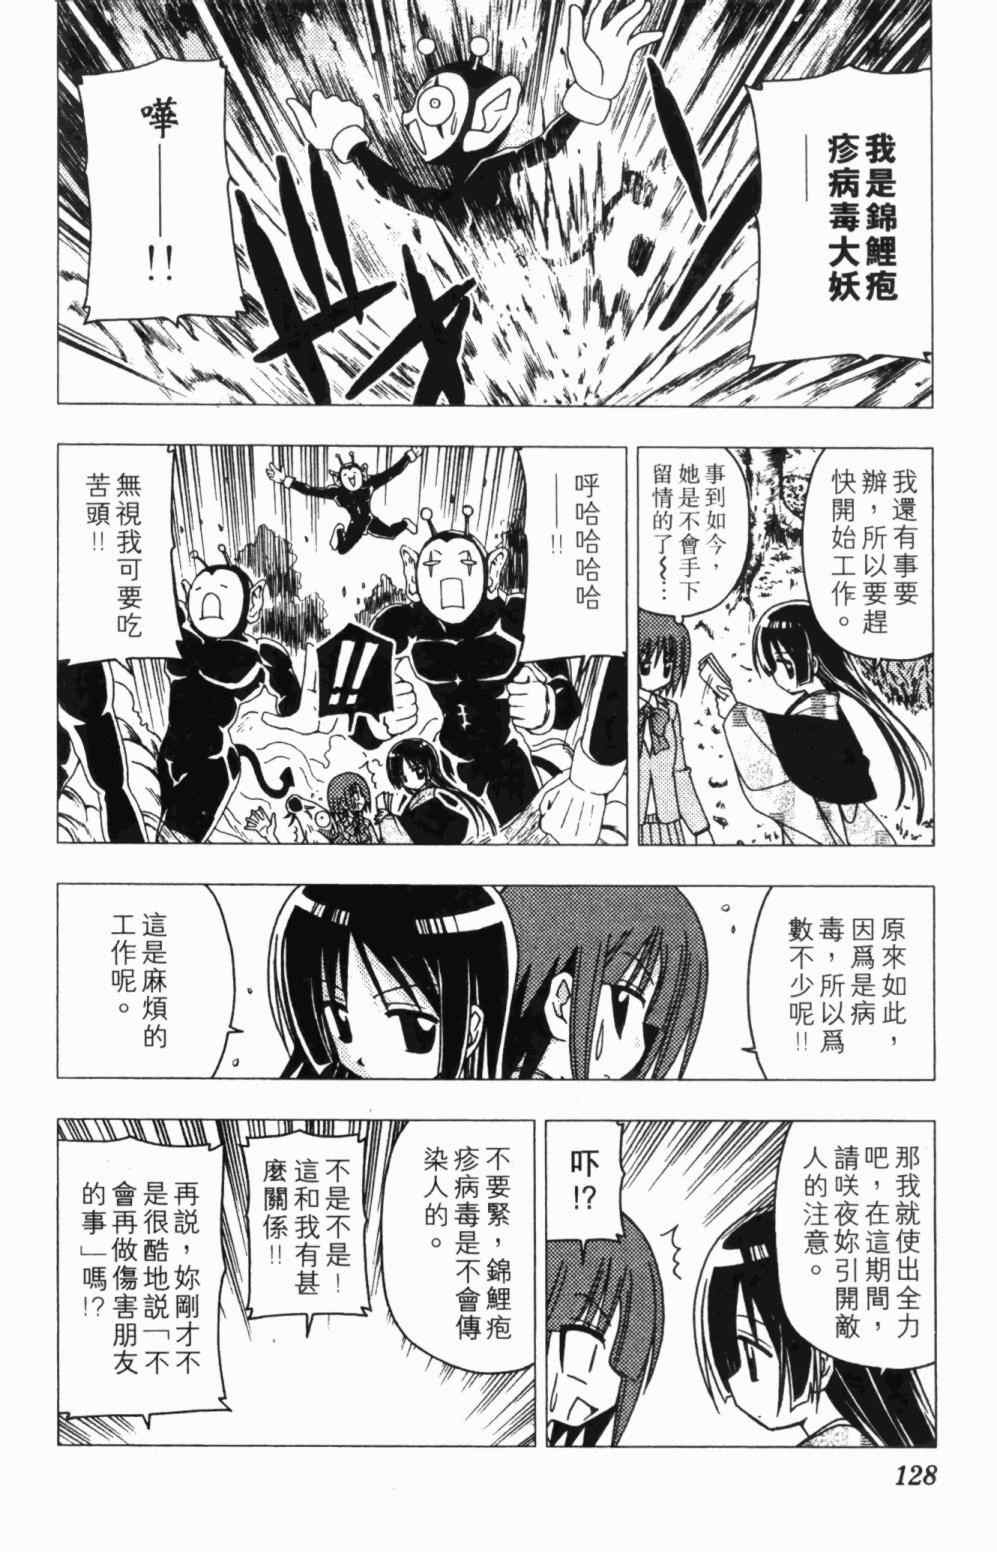 我是錦鯉疱
疹病毒大妖
——
嘩
——!!
ガガ
我還有事要
辦，所以要趕
快開始工作。
事到如今，
她是不會手下
留情的了～…
呼哈哈哈哈
——!!
無視我可要吃
苦頭!!
!!
原來如此，
因爲是病
毒，所以爲
數不少呢!!
這是麻煩的
工作呢。
那我就使出全力
吧，在這期間，
請咲夜妳引開敵
人的注意。
吓!?
不要緊，錦鯉疱
疹病毒是不會傳
染人的。
不是不是！
這和我有甚
麼關係!!
再説，妳剛才不
是很酷地説「不
會再做傷害朋友
的事」嗎!?
128